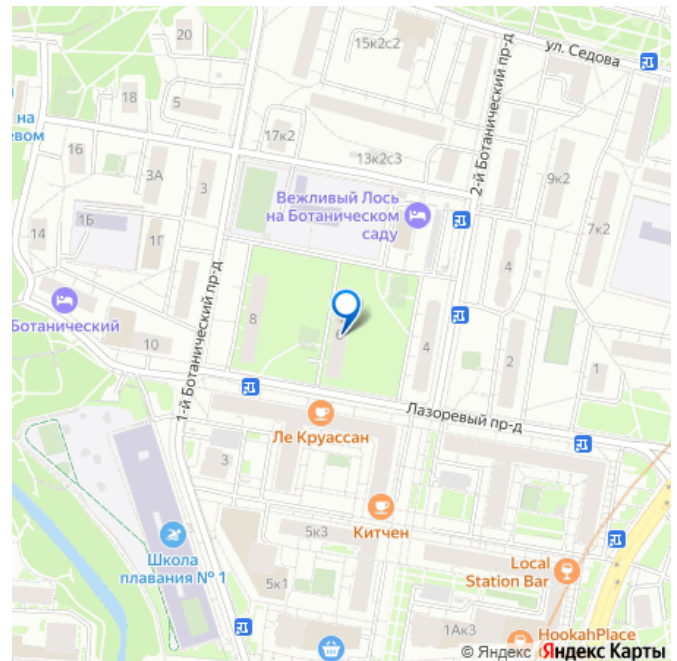 20
15к2с2
ул. Седова
на
евом
18
5
2-й Ботанический пр-д
17к2
16
13к2с3
3А
3
9к2
Вежливый Лось
на Ботаническом
саду
1Б
14
1Г
7к2
4
1-й Ботанический пр-д
Ботанический
8
6
10
4
2
1
Лазоревый пр-д
Ле Круассан
3
Китчен
5к3
Школа
плавания № 1
Local
Station Bar
5к1
1Ак3
HookahPlace
© Яндекс Яндекс Карты